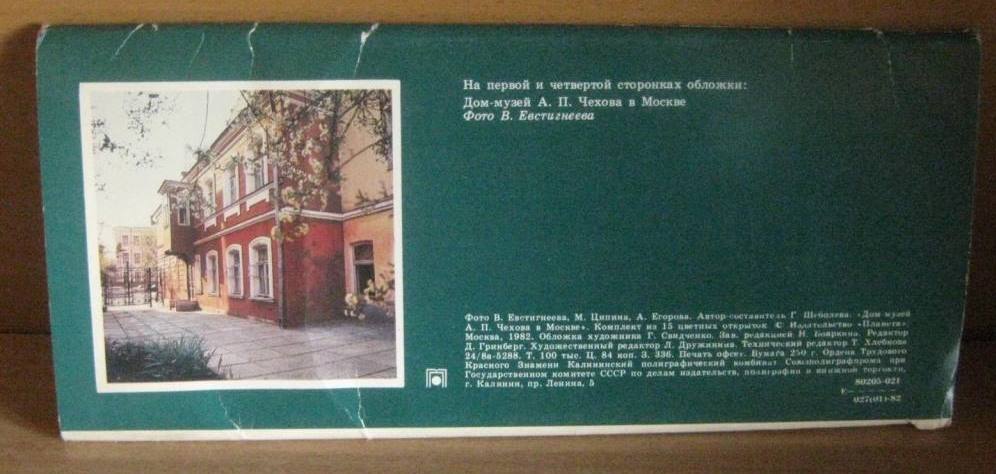 На первой и четвертой сторонках обложки:
Дом-музей А. П. Чехова в Москве
Фото В. Евстигнеева
Фото В. Евстигнеева, М. Ципина, А. Егорова. Автор-составитель Г. Щеболева. «Дом-музей
А. П. Чехова в Москве». Комплект из 15 цветных открыток © Издательство «Планета»,
Москва, 1982. Обложка художника Г. Свидченко. Зав. редакцией Н. Бояркина. Редактор
Д. Гринберг. Художественный редактор Л. Дружинина. Технический редактор Т. Хлебнова
24/8а-5288. Т. 100 тыс. Ц. 84 коп. З. 336. Печать офсет. Бумага 250 г. Ордена Трудового
Красного Знамени Калининский полиграфический комбинат Союзполиграфпрома при
Государственном комитете СССР по делам издательств, полиграфии и книжной торговли,
г. Калинин, пр. Ленина, 5
80205-021
027(01)-82